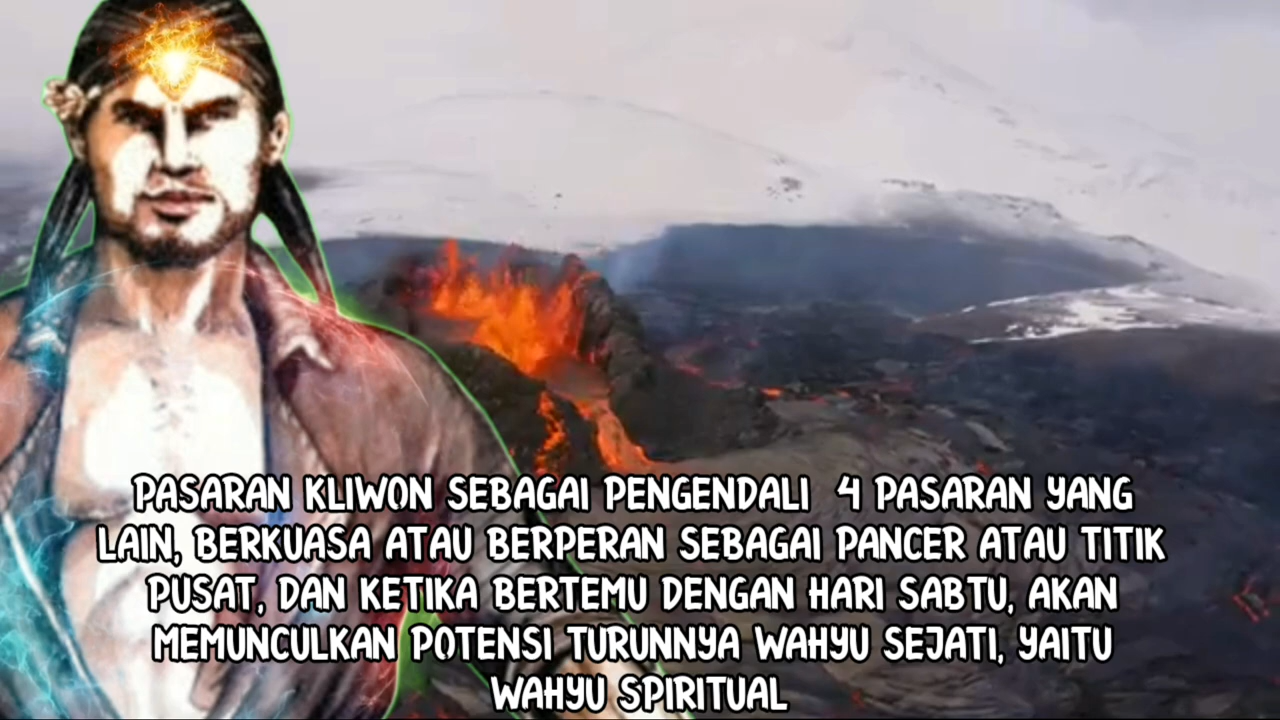 PASARAN KLIWON SEBAGAI PENGENDALI 4 PASARAN YANG
LAIN, BERKUASA ATAU BERPERAN SEBAGAI PANCER ATAU TITIK
PUSAT, DAN KETIKA BERTEMU DENGAN HARI SABTU, AKAN
MEMUNCULKAN POTENSI TURUNNYA WAHYU SEJATI, YAITU
WAHYU SPIRITUAL